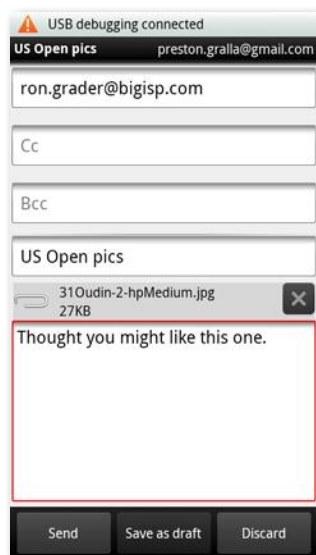 USB debugging connected
US Open pics preston.gralla@gmail.com
ron.grader@bigisp.com
Cc
Bcc
US Open pics
31Oudin-2-hpMedium.jpg
27KB
Thought you might like this one.
Send Save as draft Discard